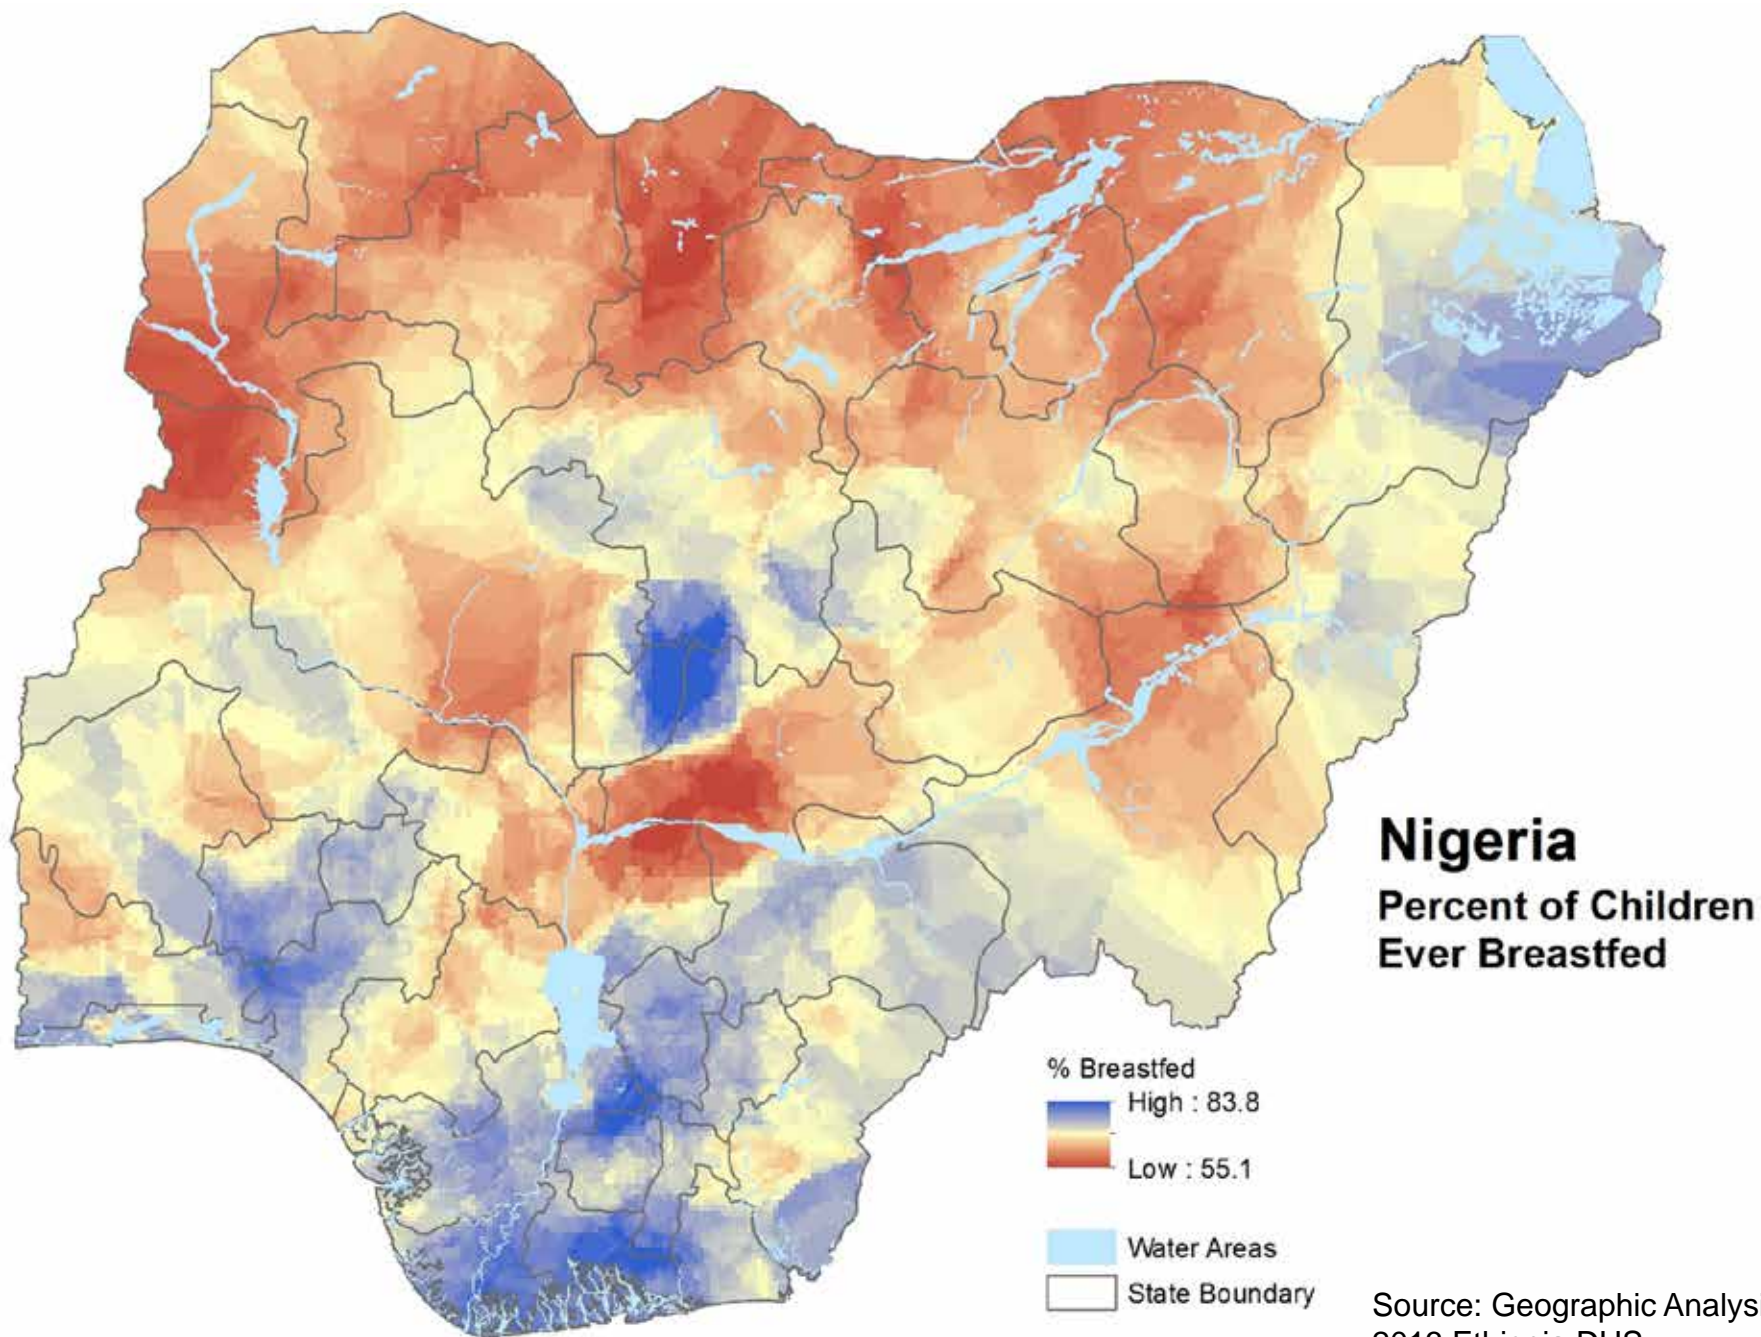 Nigeria
Percent of Children
Ever Breastfed
% Breastfed
High : 83.8
Low : 55.1
Water Areas
State Boundary
Source: Geographic Analys